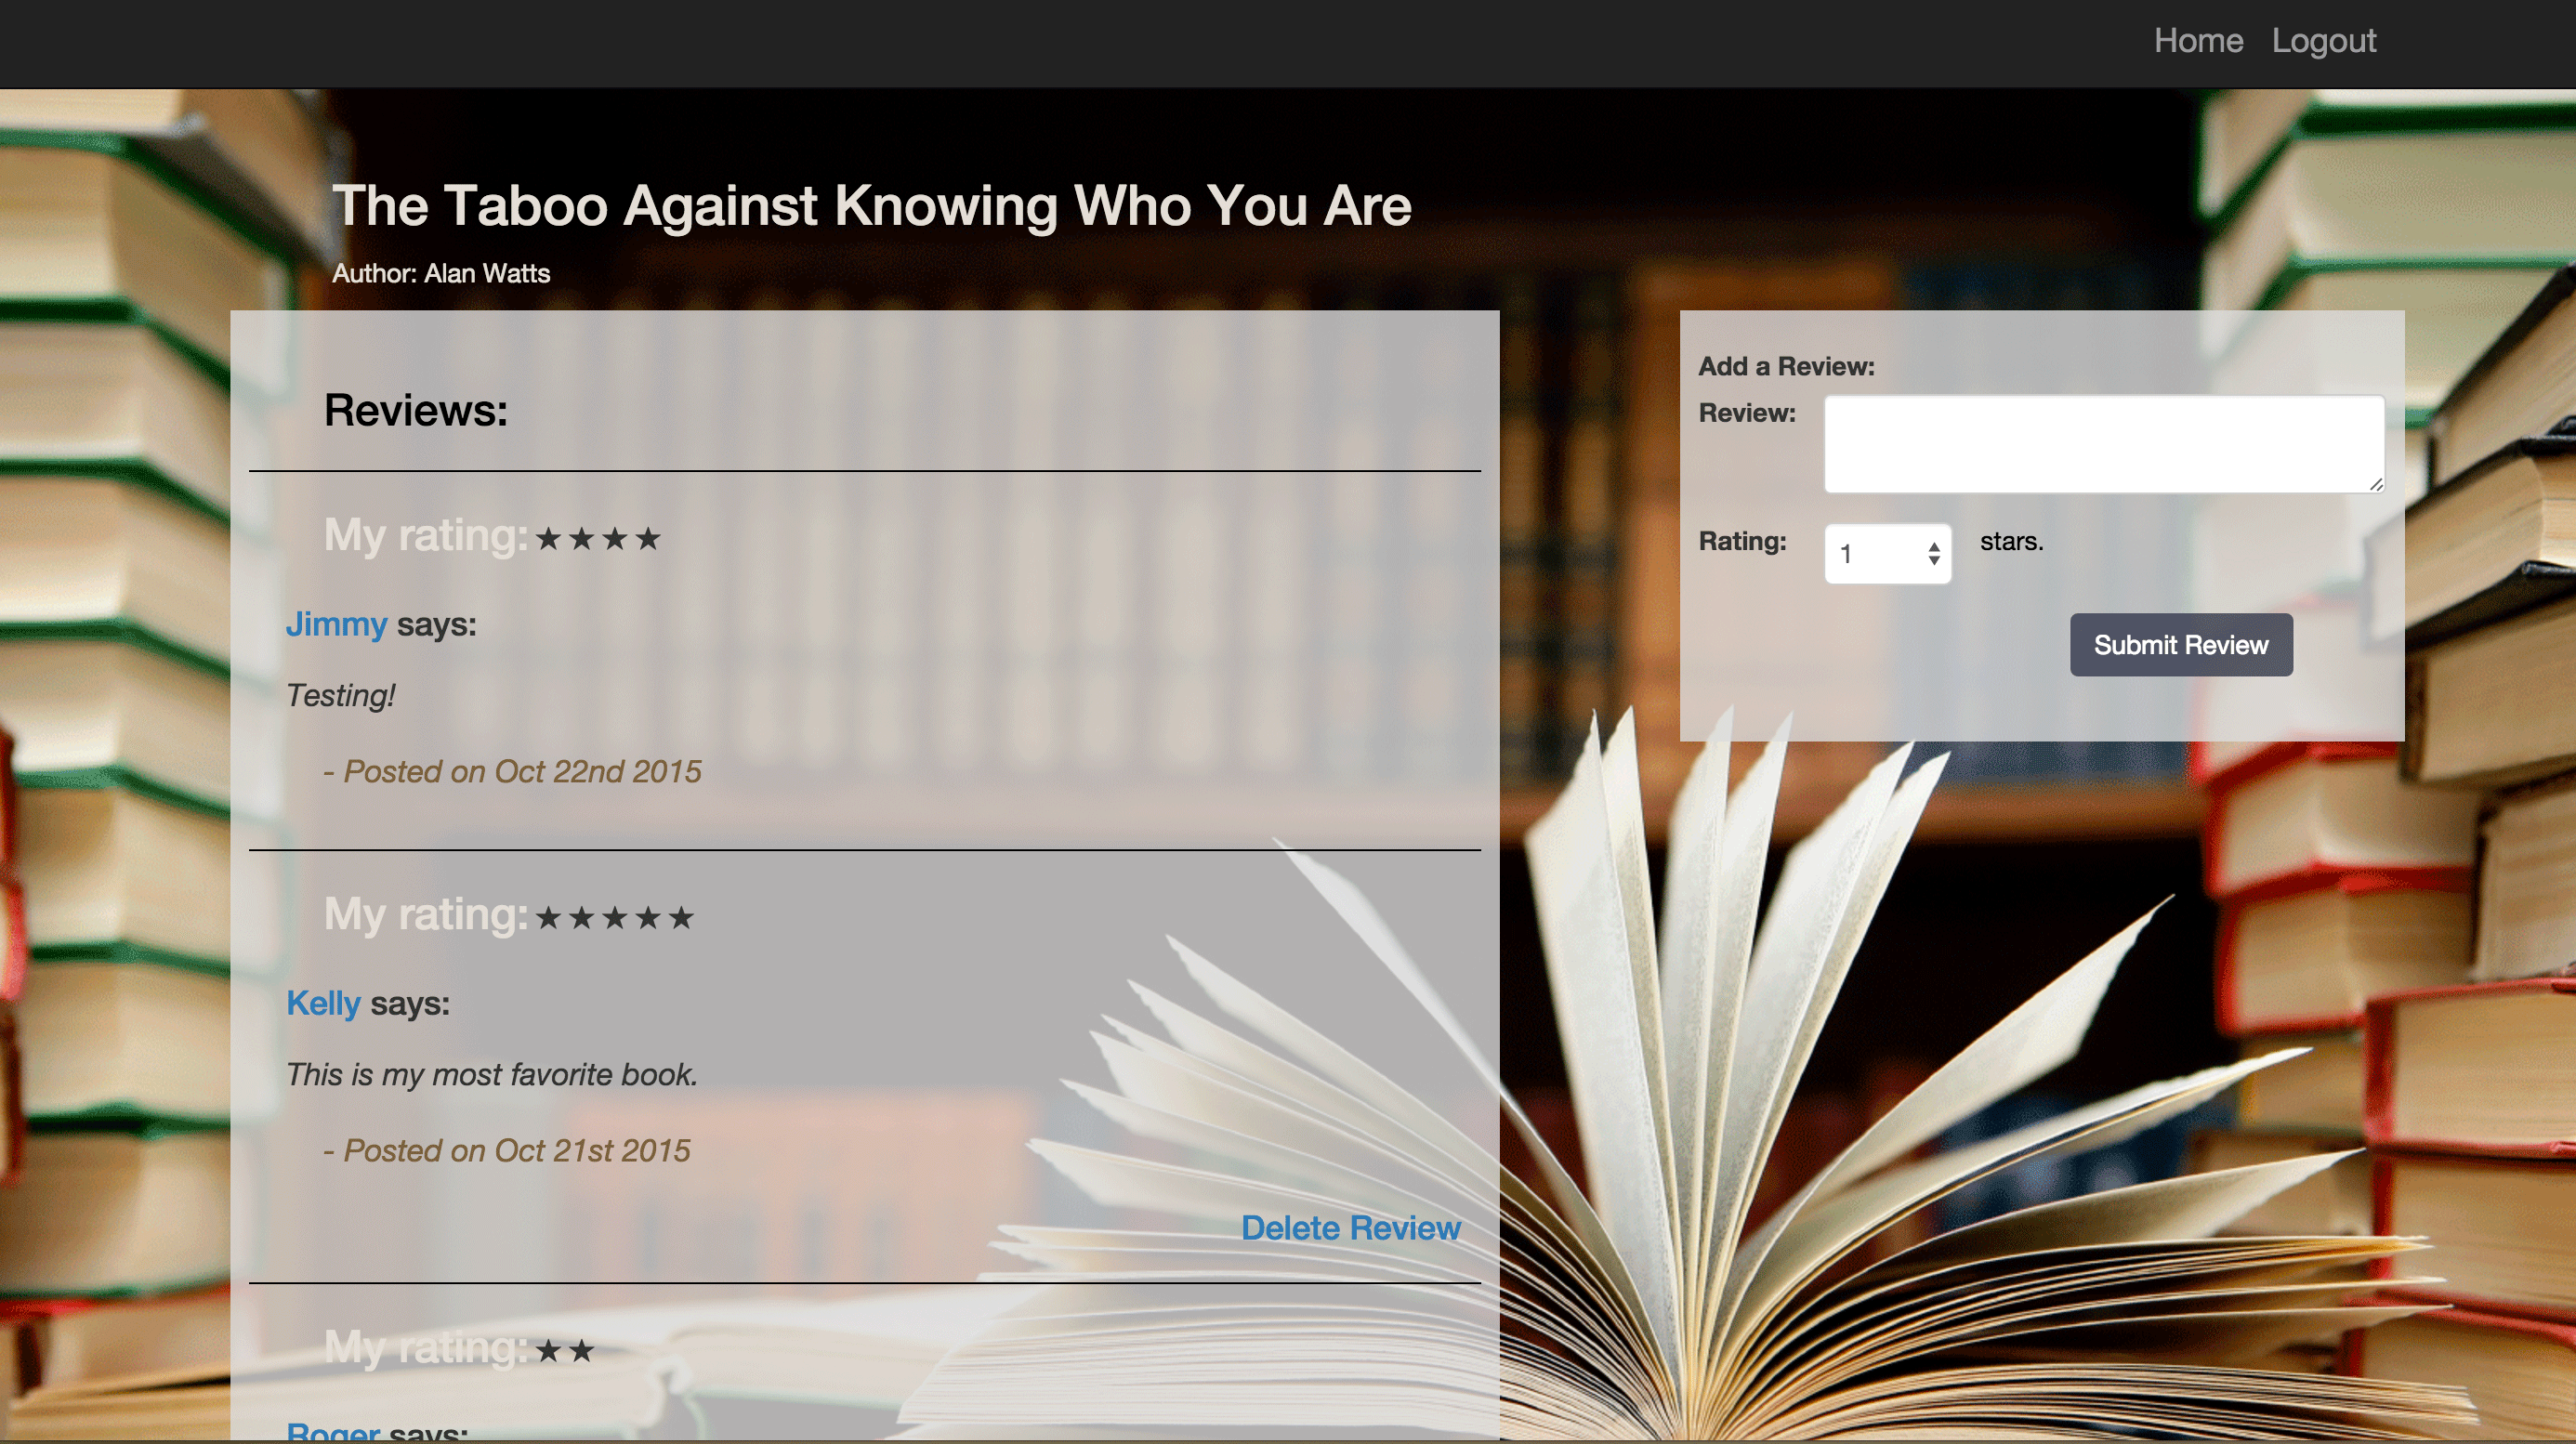 Home Logout
The Taboo Against Knowing Who You Are
Author: Alan Watts
Reviews:
My rating: ★ ★ ★ ★
Jimmy says:
Testing!
- Posted on Oct 22nd 2015
My rating: ★ ★ ★ ★ ★
Kelly says:
This is my most favorite book.
- Posted on Oct 21st 2015
Delete Review
My rating: ★ ★
Roger says:
Add a Review:
Review:
Rating: 1 stars.
Submit Review